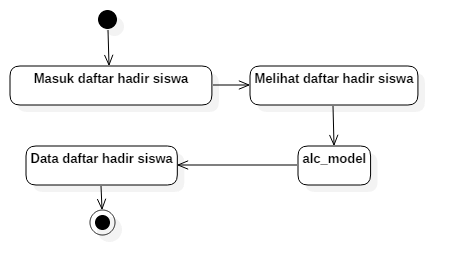 Masuk daftar hadir siswa
Melihat daftar hadir siswa
alc_model
Data daftar hadir siswa